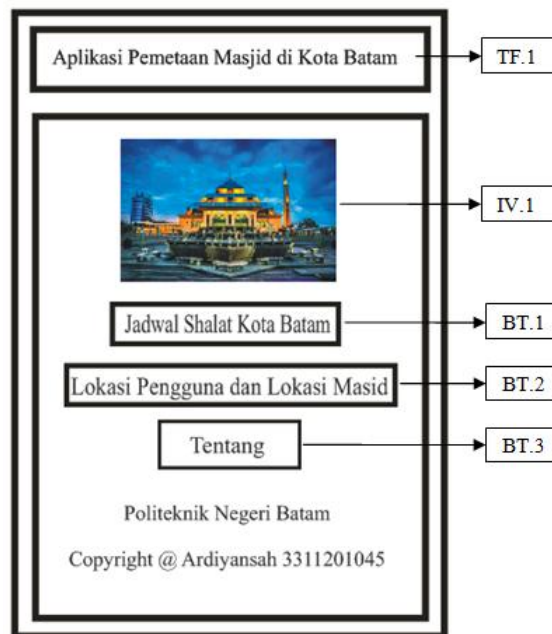 Aplikasi Pemetaan Masjid di Kota Batam
TF.1
IV.1
Jadwal Shalat Kota Batam
BT.1
Lokasi Pengguna dan Lokasi Masid
BT.2
Tentang
BT.3
Politeknik Negeri Batam
Copyright @ Ardiyansah 3311201045